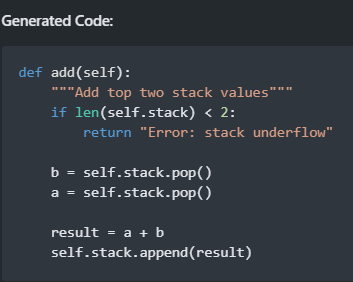 Generated Code:
def add(self):
    """Add top two stack values"""
    if len(self.stack) < 2:
        return "Error: stack underflow"

    b = self.stack.pop()
    a = self.stack.pop()

    result = a + b
    self.stack.append(result)